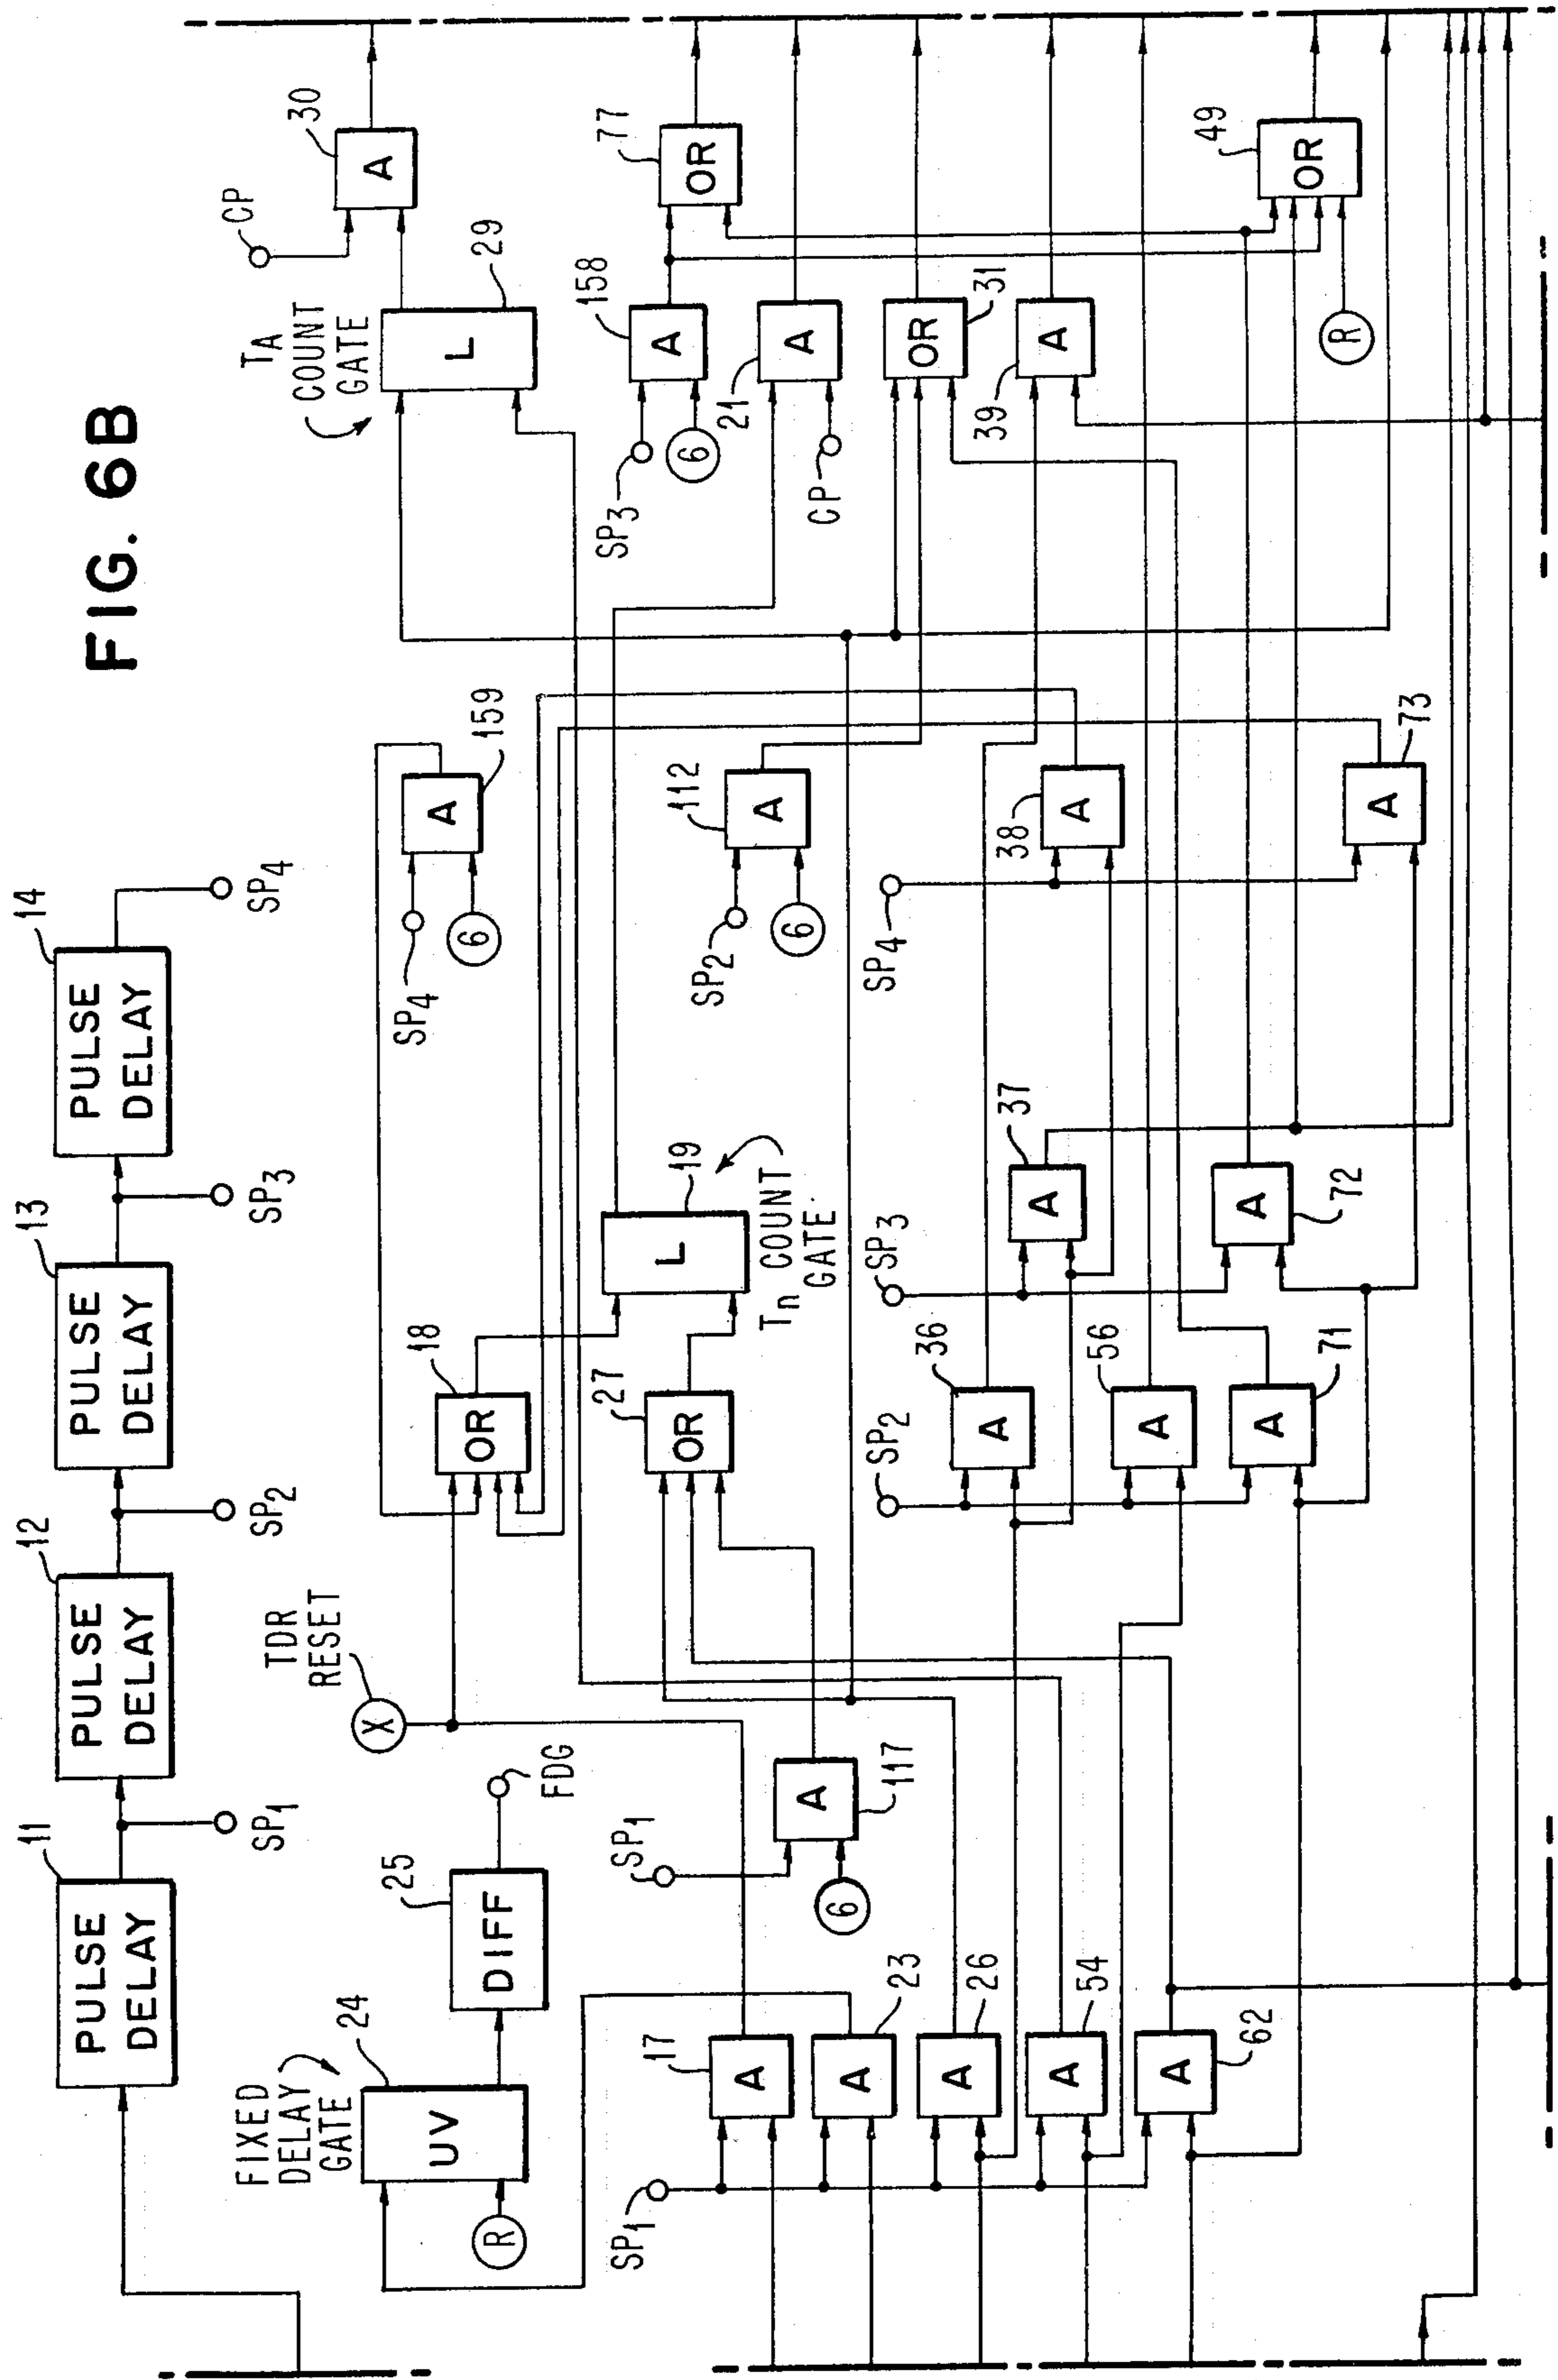 FIG. 6B
11
PULSE
DELAY
SP1
12
PULSE
DELAY
SP2
13
PULSE
DELAY
SP3
14
PULSE
DELAY
SP4
FIXED
DELAY
GATE
24
UV
R
25
DIFF
FDG
X
TDR
RESET
18
OR
SP4
6
A
159
TA
COUNT
GATE
L
29
CP
30
A
SP1
17
A
A
23
A
26
A
54
A
62
SP1
6
A
117
27
OR
19
L
Tn COUNT
GATE
SP2
6
112
A
SP3
6
158
A
77
OR
21
A
CP
OR
31
39
A
49
OR
R
SP2
36
A
56
A
71
A
SP3
37
A
A
72
SP4
38
A
A
73